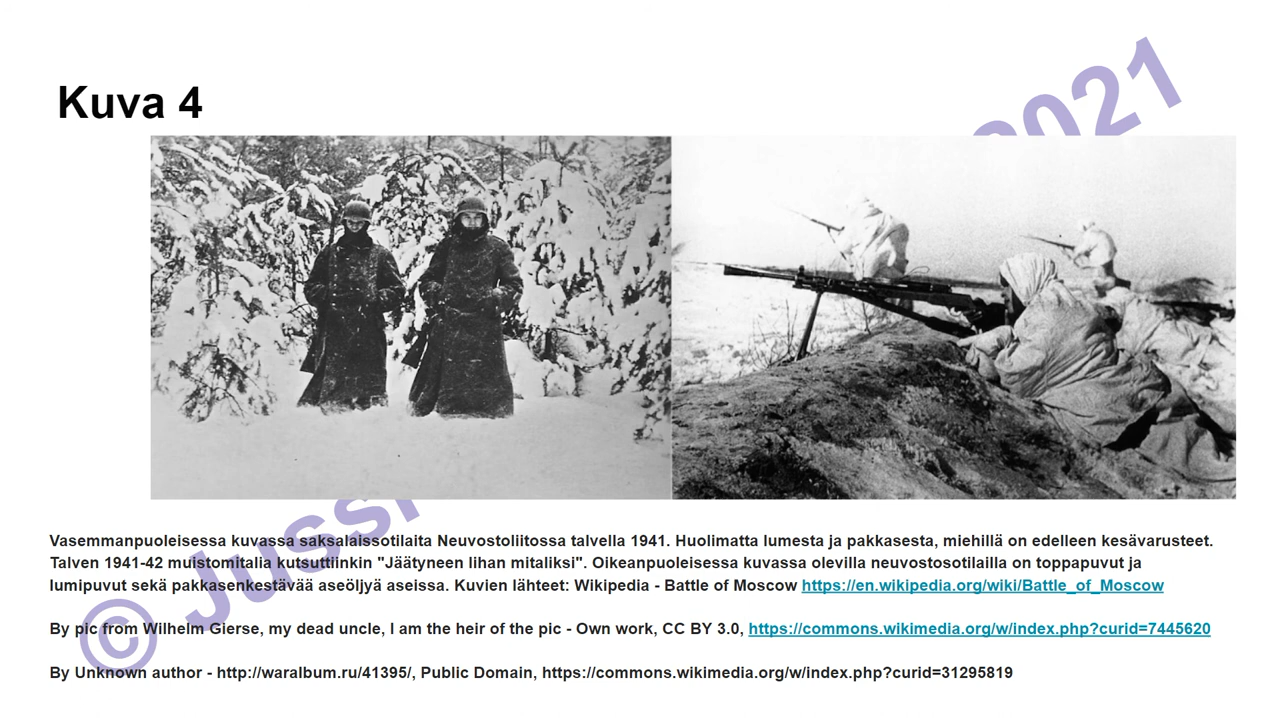 Kuva 4
Vasemmanpuoleisessa kuvassa saksalaissotilaita Neuvostoliitossa talvella 1941. Huolimatta lumesta ja pakkasesta, miehillä on edelleen kesävarusteet.
Talven 1941-42 muistomitalia kutsuttiinkin "Jäätyneen lihan mitaliksi". Oikeanpuoleisessa kuvassa olevilla neuvostosotilailla on toppapuvut ja
lumipuvut sekä pakkasenkestävää aseöljyä aseissa. Kuvien lähteet: Wikipedia - Battle of Moscow https://en.wikipedia.org/wiki/Battle_of_Moscow
By pic from Wilhelm Gierse, my dead uncle, I am the heir of the pic - Own work, CC BY 3.0, https://commons.wikimedia.org/w/index.php?curid=7445620
By Unknown author - http://waralbum.ru/41395/, Public Domain, https://commons.wikimedia.org/w/index.php?curid=31295819
© Jussi